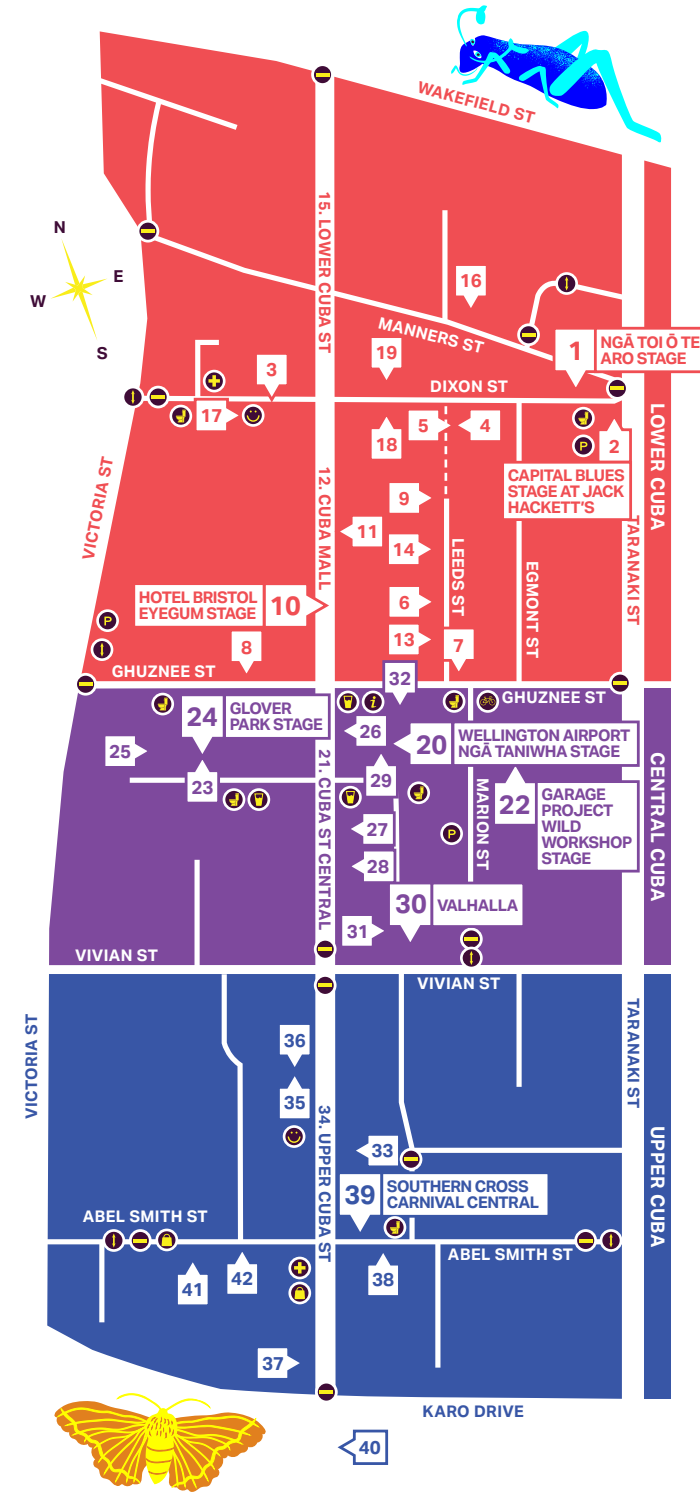 WAKEFIELD ST
N
E
W
S
15. LOWER CUBA ST
16
MANNERS ST
1
NGĀ TOI Ō TE
ARO STAGE
19
3
DIXON ST
17
5
4
18
P
2
LOWER CUBA
CAPITAL BLUES
STAGE AT JACK
HACKETT'S
VICTORIA ST
12. CUBA MALL
9
11
14
LEEDS ST
EGMONT ST
TARANAKI ST
HOTEL BRISTOL
EYEGUM STAGE
10
6
P
13
7
8
GHUZNEE ST
32
i
GHUZNEE ST
24
GLOVER
PARK STAGE
26
20
WELLINGTON AIRPORT
NGĀ TANIWHA STAGE
25
23
21. CUBA ST CENTRAL
29
MARION ST
22
GARAGE
PROJECT
WILD
WORKSHOP
STAGE
CENTRAL CUBA
27
P
28
30
VALHALLA
31
VIVIAN ST
VIVIAN ST
VICTORIA ST
TARANAKI ST
36
35
34. UPPER CUBA ST
33
UPPER CUBA
39
SOUTHERN CROSS
CARNIVAL CENTRAL
ABEL SMITH ST
ABEL SMITH ST
41
42
38
37
KARO DRIVE
40